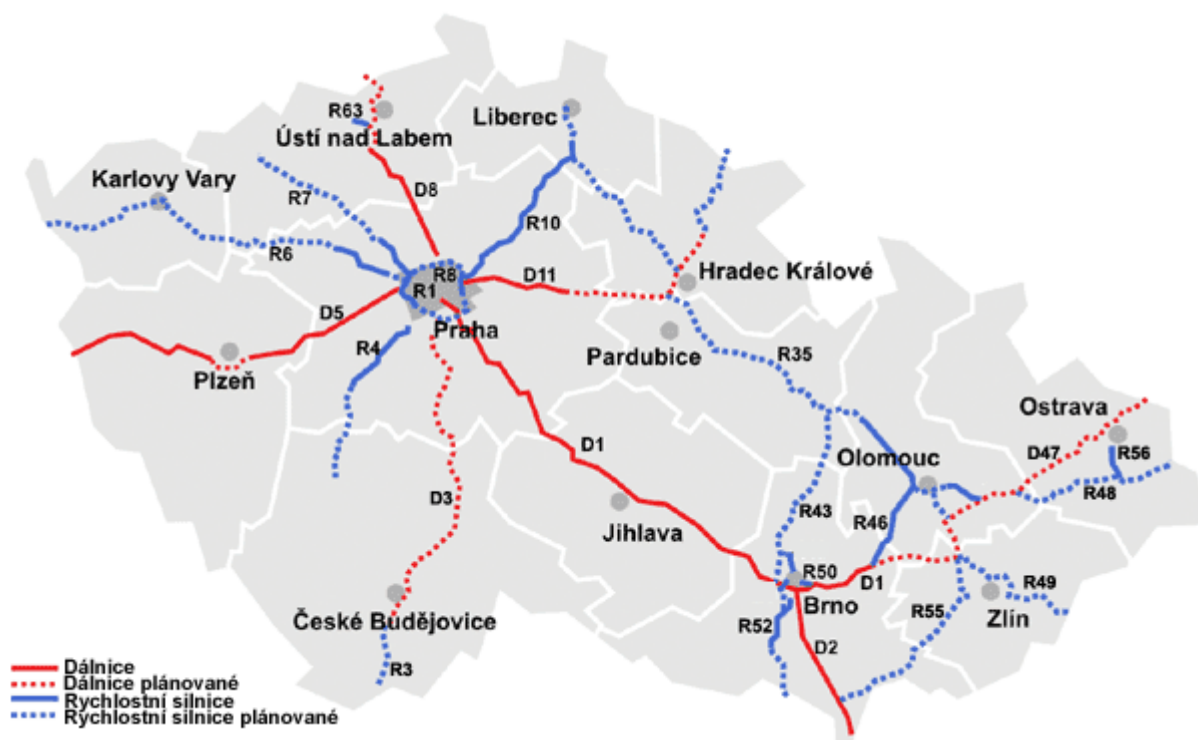 R63
Liberec
Ústí nad Labem
Karlovy Vary
R7
D8
R10
R6
R8
D11
Hradec Králové
R1
D5
Praha
R4
Pardubice
R35
Plzeň
Ostrava
D1
R56
Olomouc
D47
D3
R48
R43
R46
Jihlava
R50
D1
R49
Brno
R55
Zlín
České Budějovice
R52
D2
R3
Dálnice
Dálnice plánované
Rychlostní silnice
Rychlostní silnice plánované